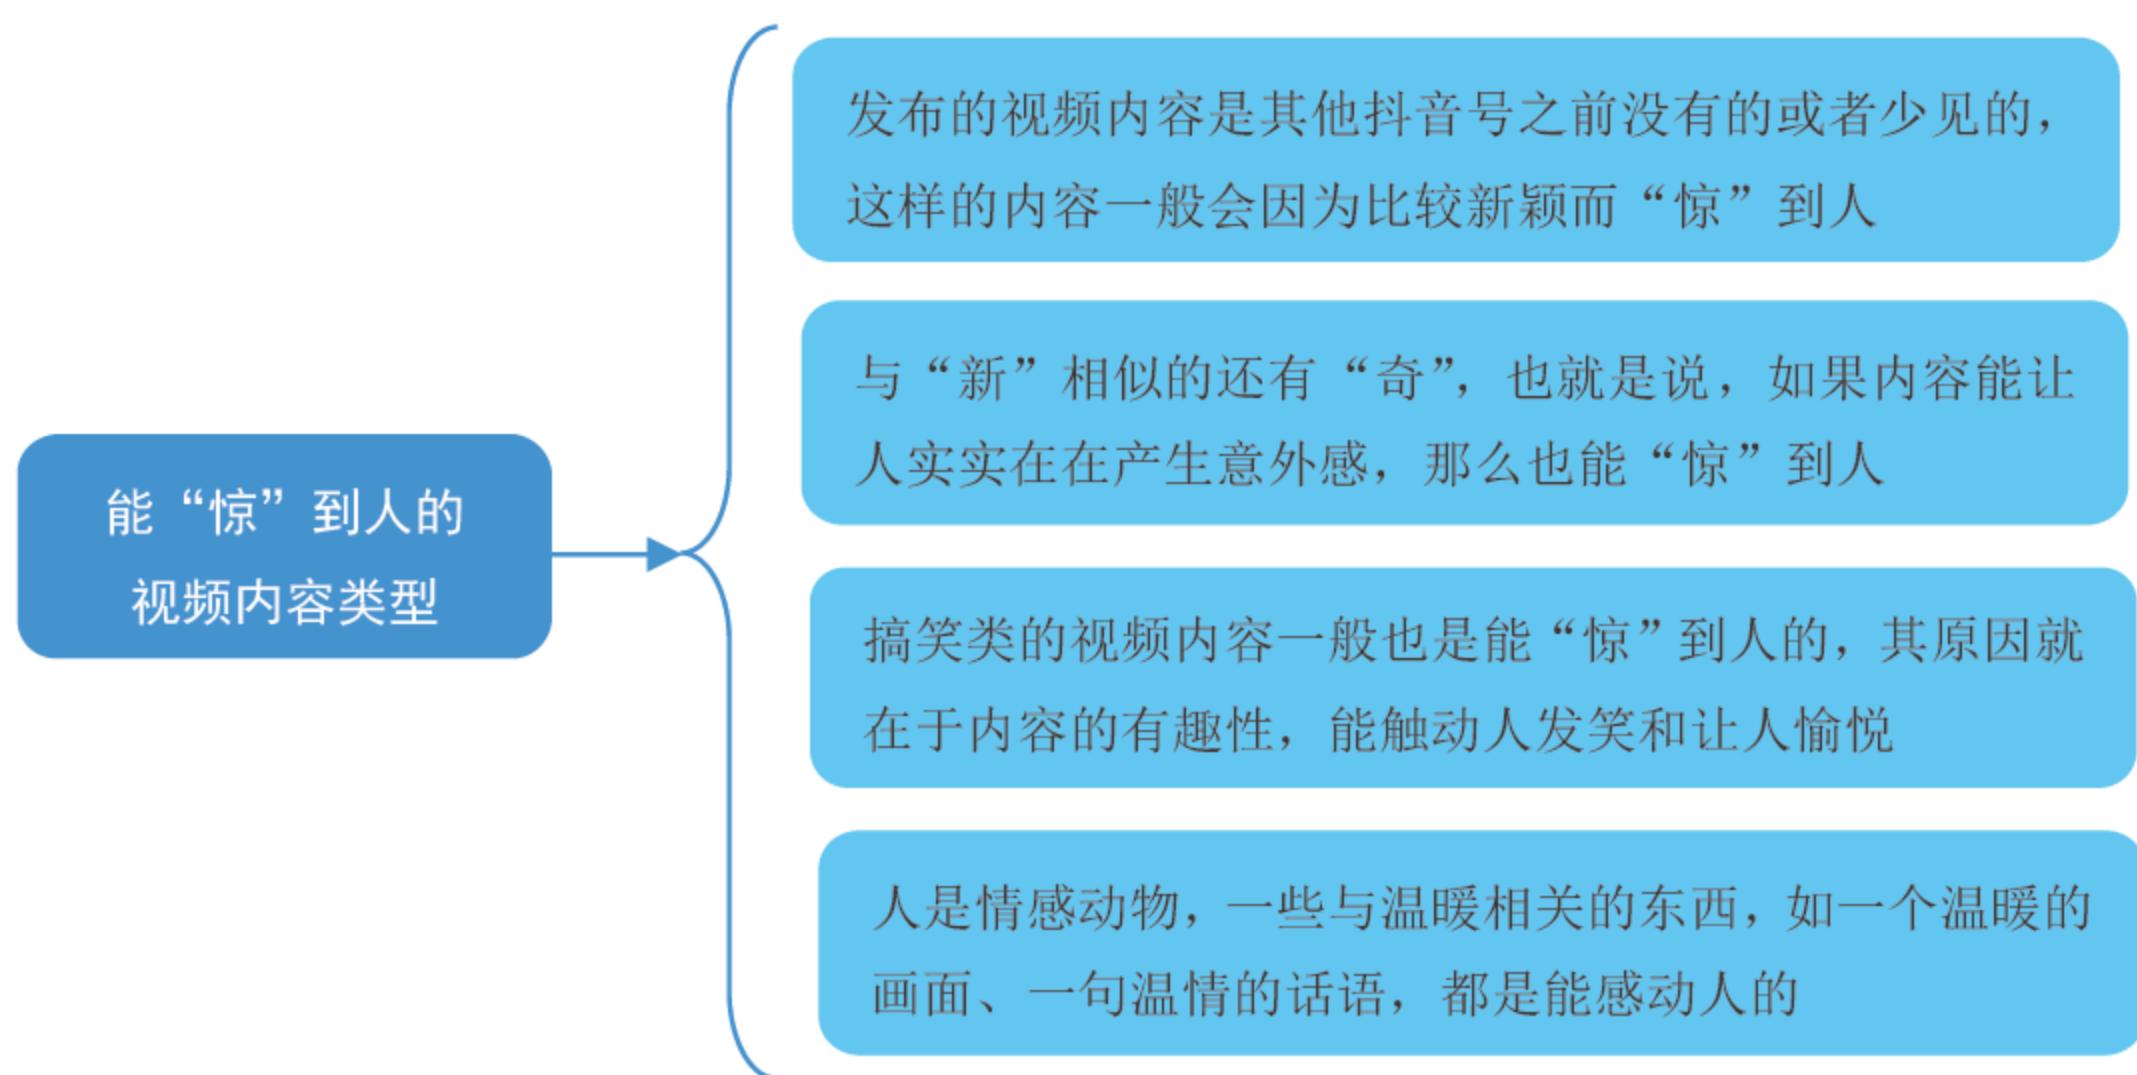 能“惊”到人的
视频内容类型
发布的视频内容是其他抖音号之前没有的或者少见的，
这样的内容一般会因为比较新颖而“惊”到人
与“新”相似的还有“奇”，也就是说，如果内容能让
人实实在在产生意外感，那么也能“惊”到人
搞笑类的视频内容一般也是能“惊”到人的，其原因就
在于内容的有趣性，能触动人发笑和让人愉悦
人是情感动物，一些与温暖相关的东西，如一个温暖的
画面、一句温情的话语，都是能感动人的